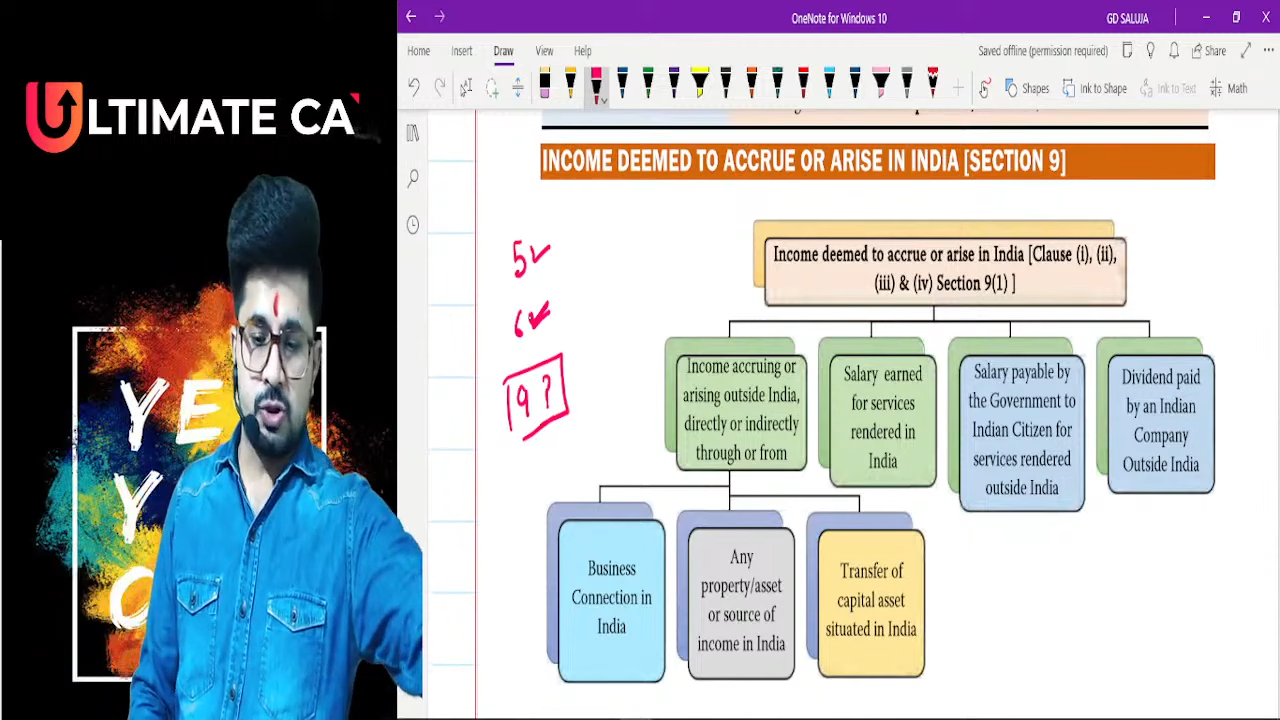 OneNote for Windows 10
GD SALUJA
Home Insert Draw View Help
Saved offline (permission required)
Share
Shapes
Ink to Shape
Ink to Text
Math
ULTIMATE CA
INCOME DEEMED TO ACCRUE OR ARISE IN INDIA [SECTION 9]
5✓
6✓
9 ?
Income deemed to accrue or arise in India [Clause (i), (ii),
(iii) & (iv) Section 9(1) ]
Income accruing or
arising outside India,
directly or indirectly
through or from
Salary earned
for services
rendered in
India
Salary payable by
the Government to
Indian Citizen for
services rendered
outside India
Dividend paid
by an Indian
Company
Outside India
Business
Connection in
India
Any
property/asset
or source of
income in India
Transfer of
capital asset
situated in India
YE
Y
O